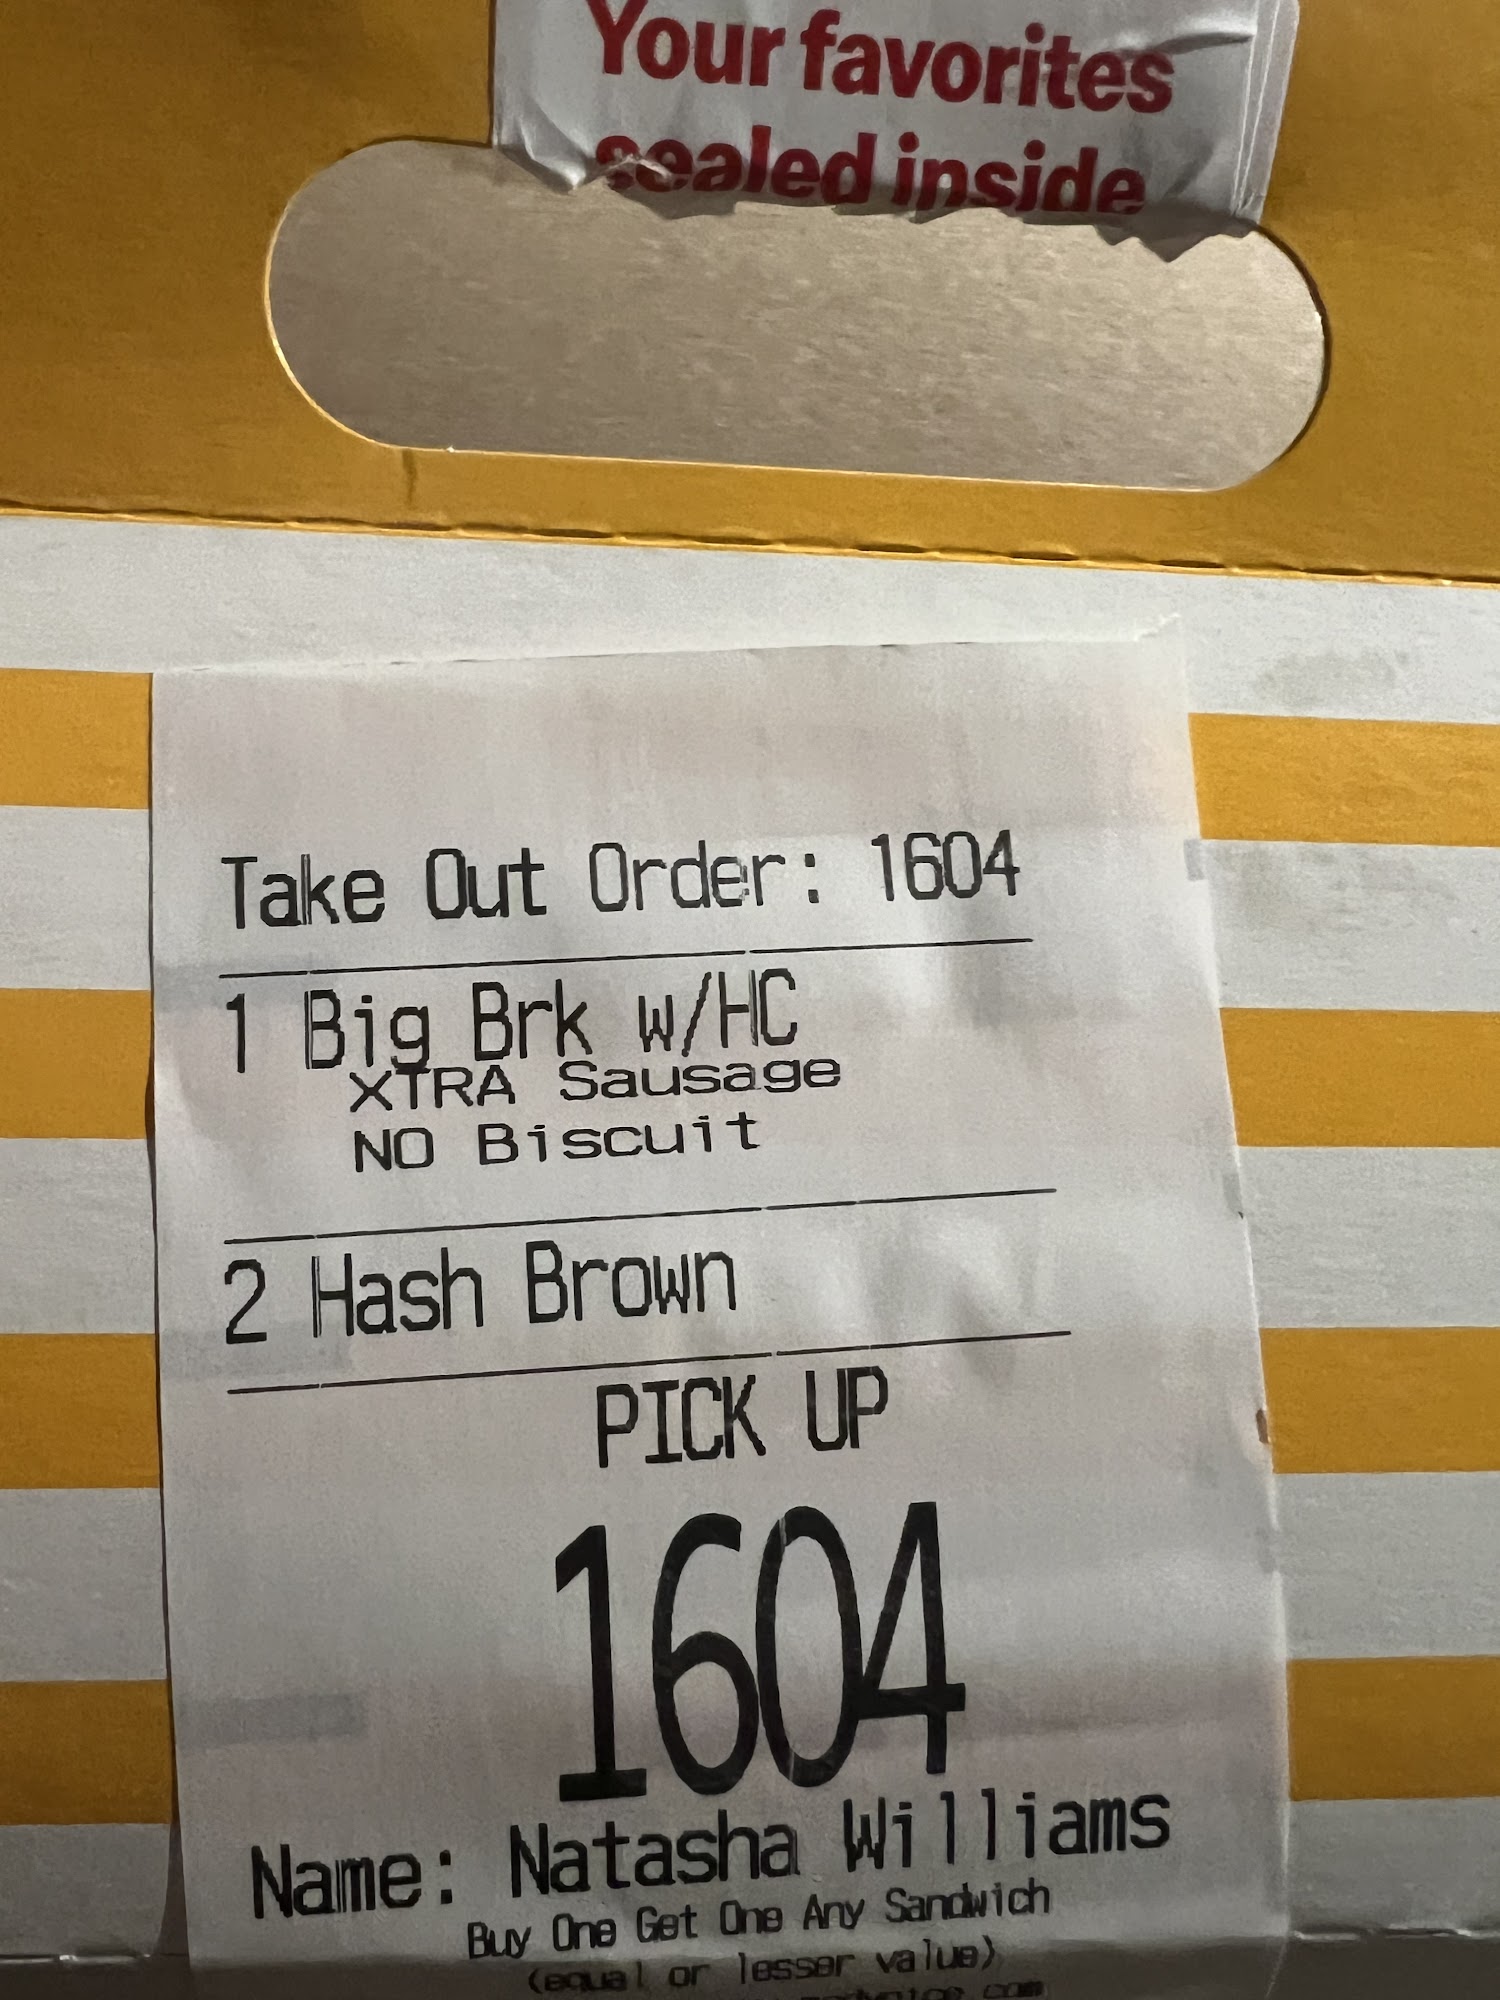 Your favorites
sealed inside
Take Out Order: 1604
1 Big Brk w/HC
XTRA Sausage
NO Biscuit
2 Hash Brown
PICK UP
1604
Name: Natasha Williams
Buy One Get One Any Sandwich
(equal or lesser value)